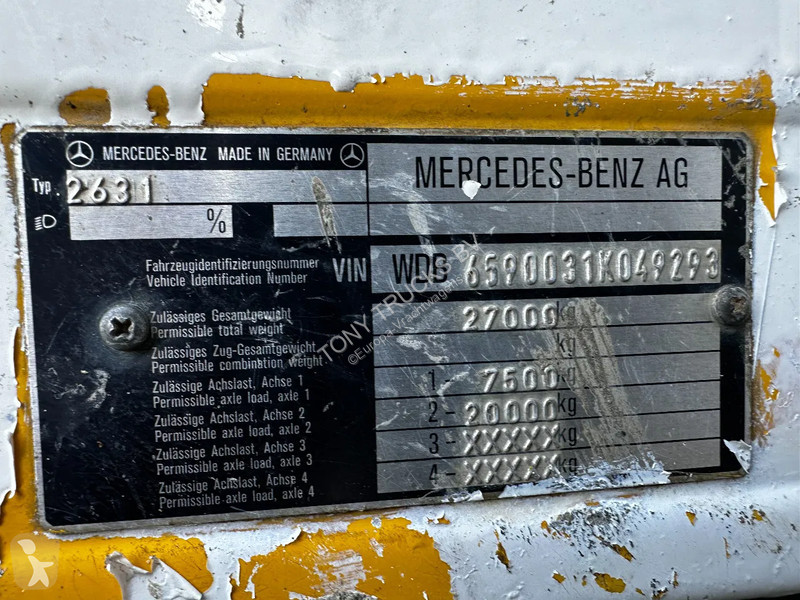 MERCEDES-BENZ MADE IN GERMANY
MERCEDES-BENZ AG
Typ 2631
%
Fahrzeugidentifizierungsnummer
Vehicle Identification Number
VIN WDB 6590031K049293
Zulässiges Gesamtgewicht
Permissible total weight
27000 kg
Zulässiges Zug-Gesamtgewicht
Permissible combination weight
kg
Zulässige Achslast, Achse 1
Permissible axle load, axle 1
1- 7500 kg
Zulässige Achslast, Achse 2
Permissible axle load, axle 2
2- 20000 kg
Zulässige Achslast, Achse 3
Permissible axle load, axle 3
3- XXXXX kg
Zulässige Achslast, Achse 4
Permissible axle load, axle 4
4- XXXXX kg
TONY TRUCKS BV